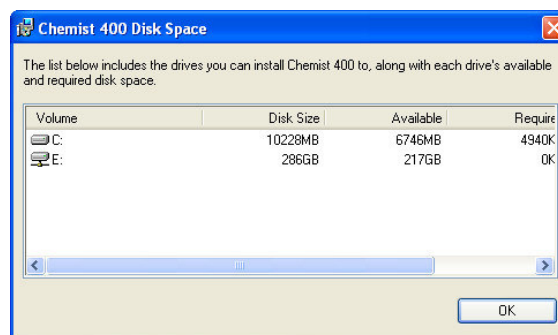 Chemist 400 Disk Space
The list below includes the drives you can install Chemist 400 to, along with each drive's available
and required disk space.
Volume Disk Size Available Require
C: 10228MB 6746MB 4940K
E: 286GB 217GB 0K
OK